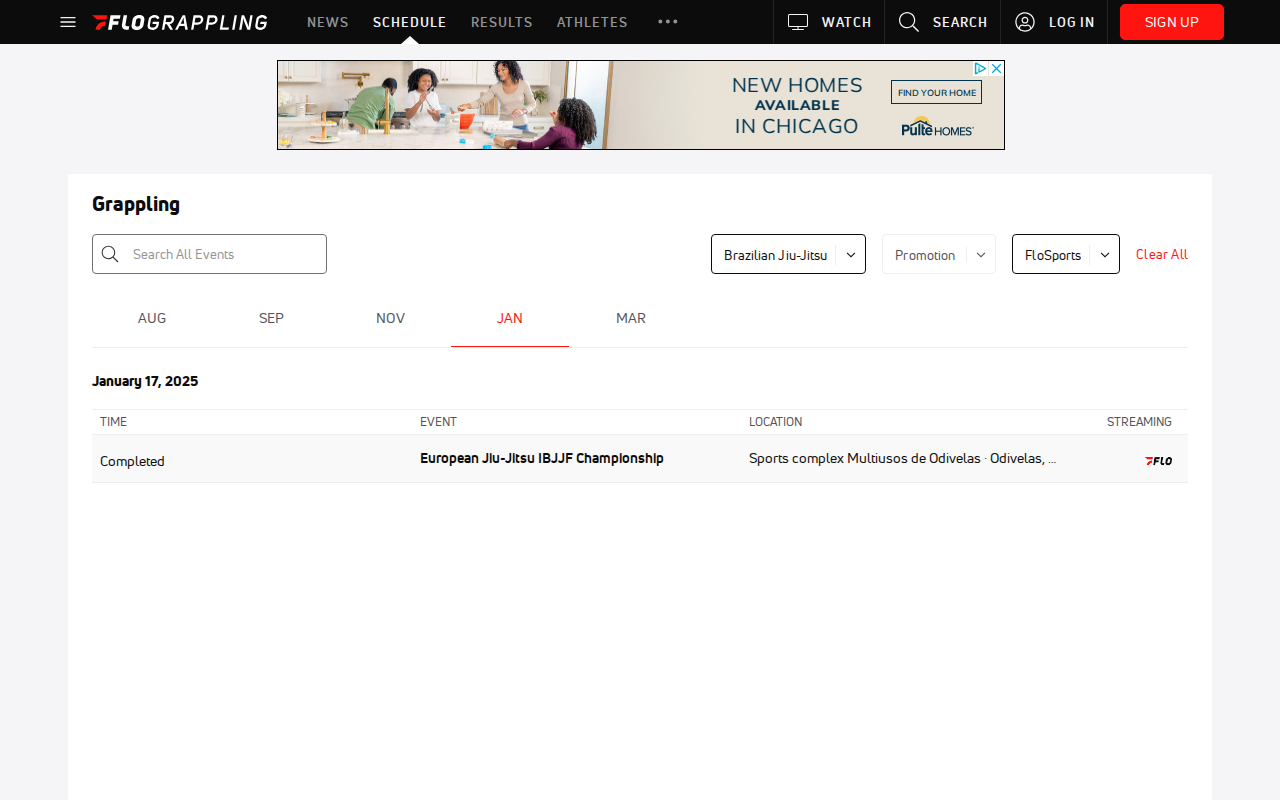 FLOGRAPPLING
NEWS
SCHEDULE
RESULTS
ATHLETES
WATCH
SEARCH
LOG IN
SIGN UP
NEW HOMES
AVAILABLE
IN CHICAGO
FIND YOUR HOME
Pulte HOMES
Grappling
Search All Events
Brazilian Jiu-Jitsu
Promotion
FloSports
Clear All
AUG
SEP
NOV
JAN
MAR
January 17, 2025
TIME
EVENT
LOCATION
STREAMING
Completed
European Jiu-Jitsu IBJJF Championship
Sports complex Multiusos de Odivelas · Odivelas, ...
FLO